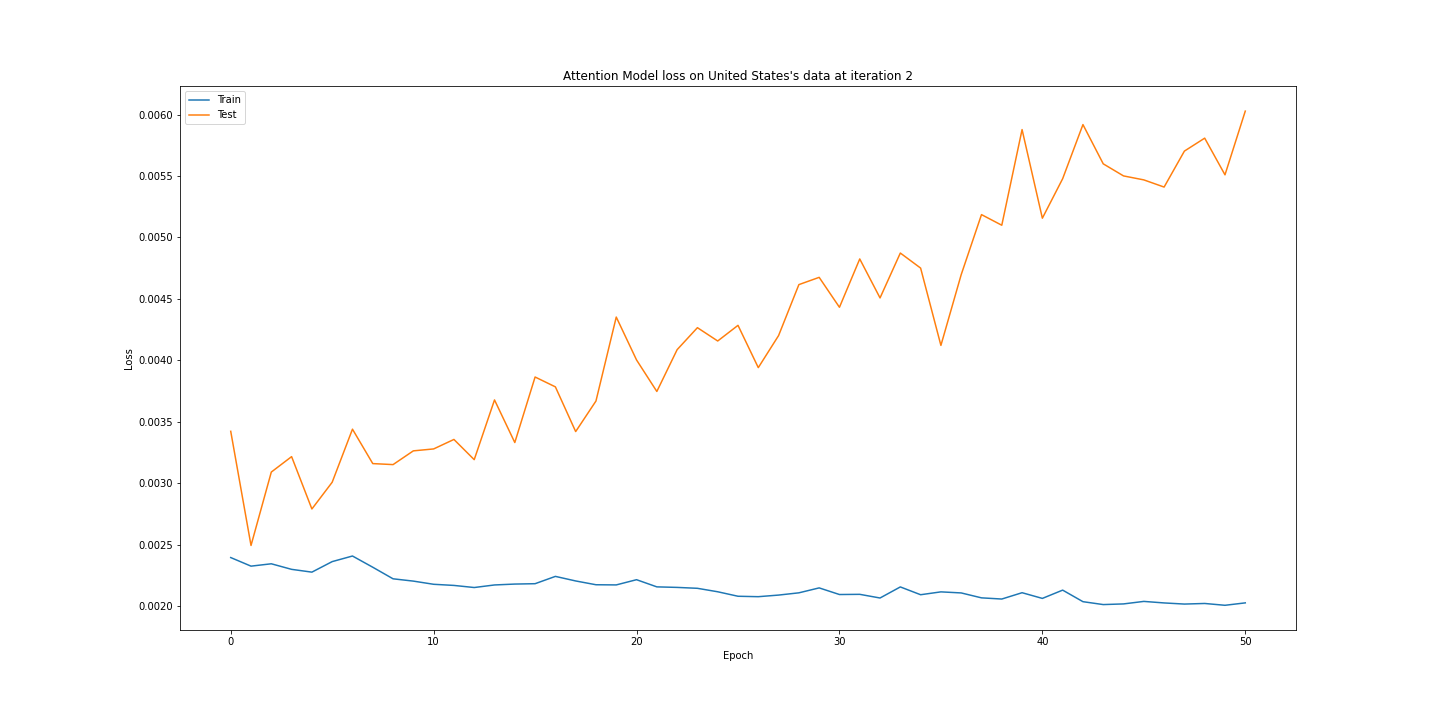 Attention Model loss on United States's data at iteration 2
Train
Test
0.0060
0.0055
0.0050
0.0045
0.0040
0.0035
0.0030
0.0025
0.0020
Loss
0 10 20 30 40 50
Epoch